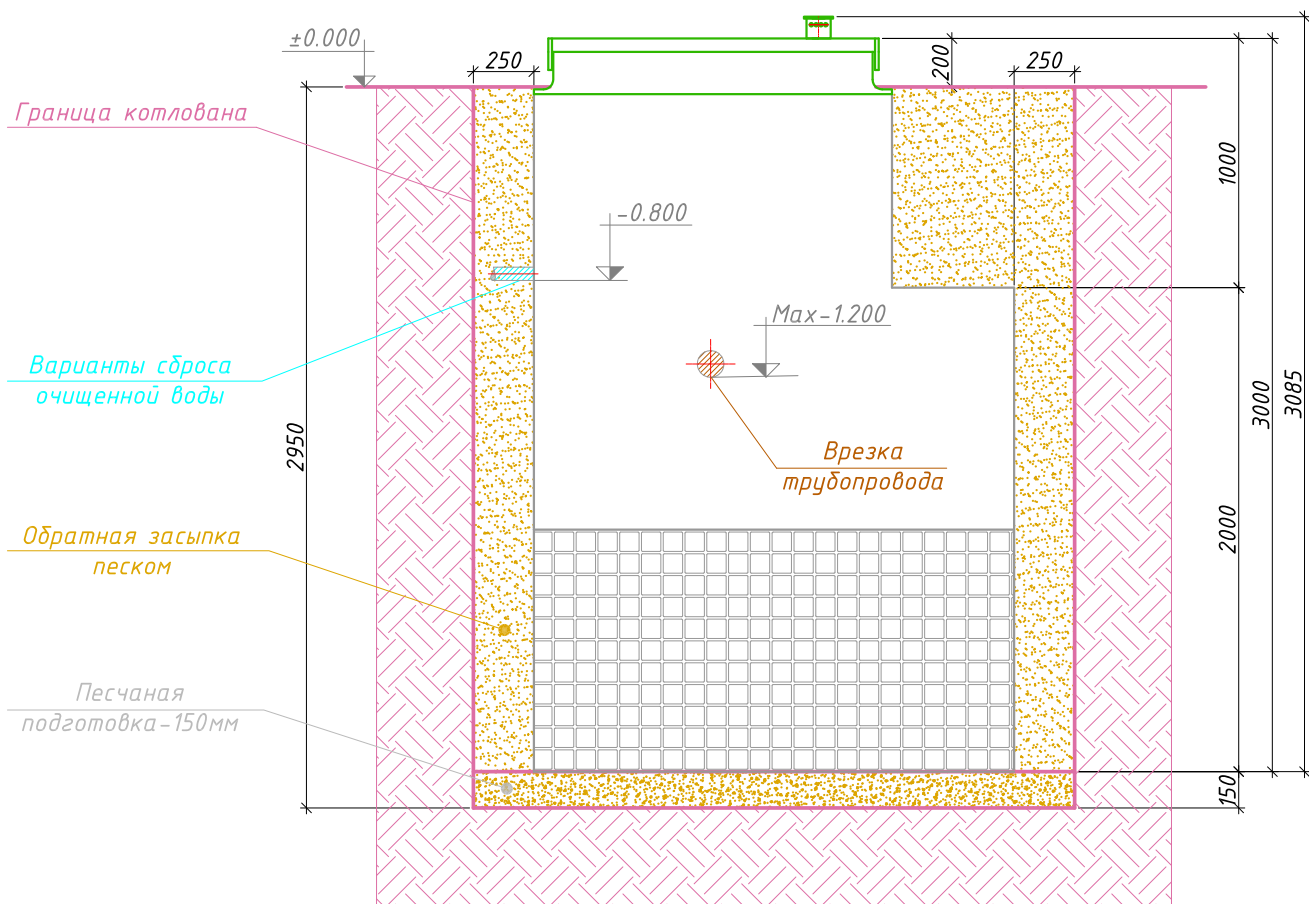 ±0.000
250
200
250
Граница котлована
1000
-0.800
Max-1.200
Варианты сброса
очищенной воды
3000
3085
2950
Врезка
трубопровода
Обратная засыпка
песком
2000
Песчаная
подготовка-150мм
150